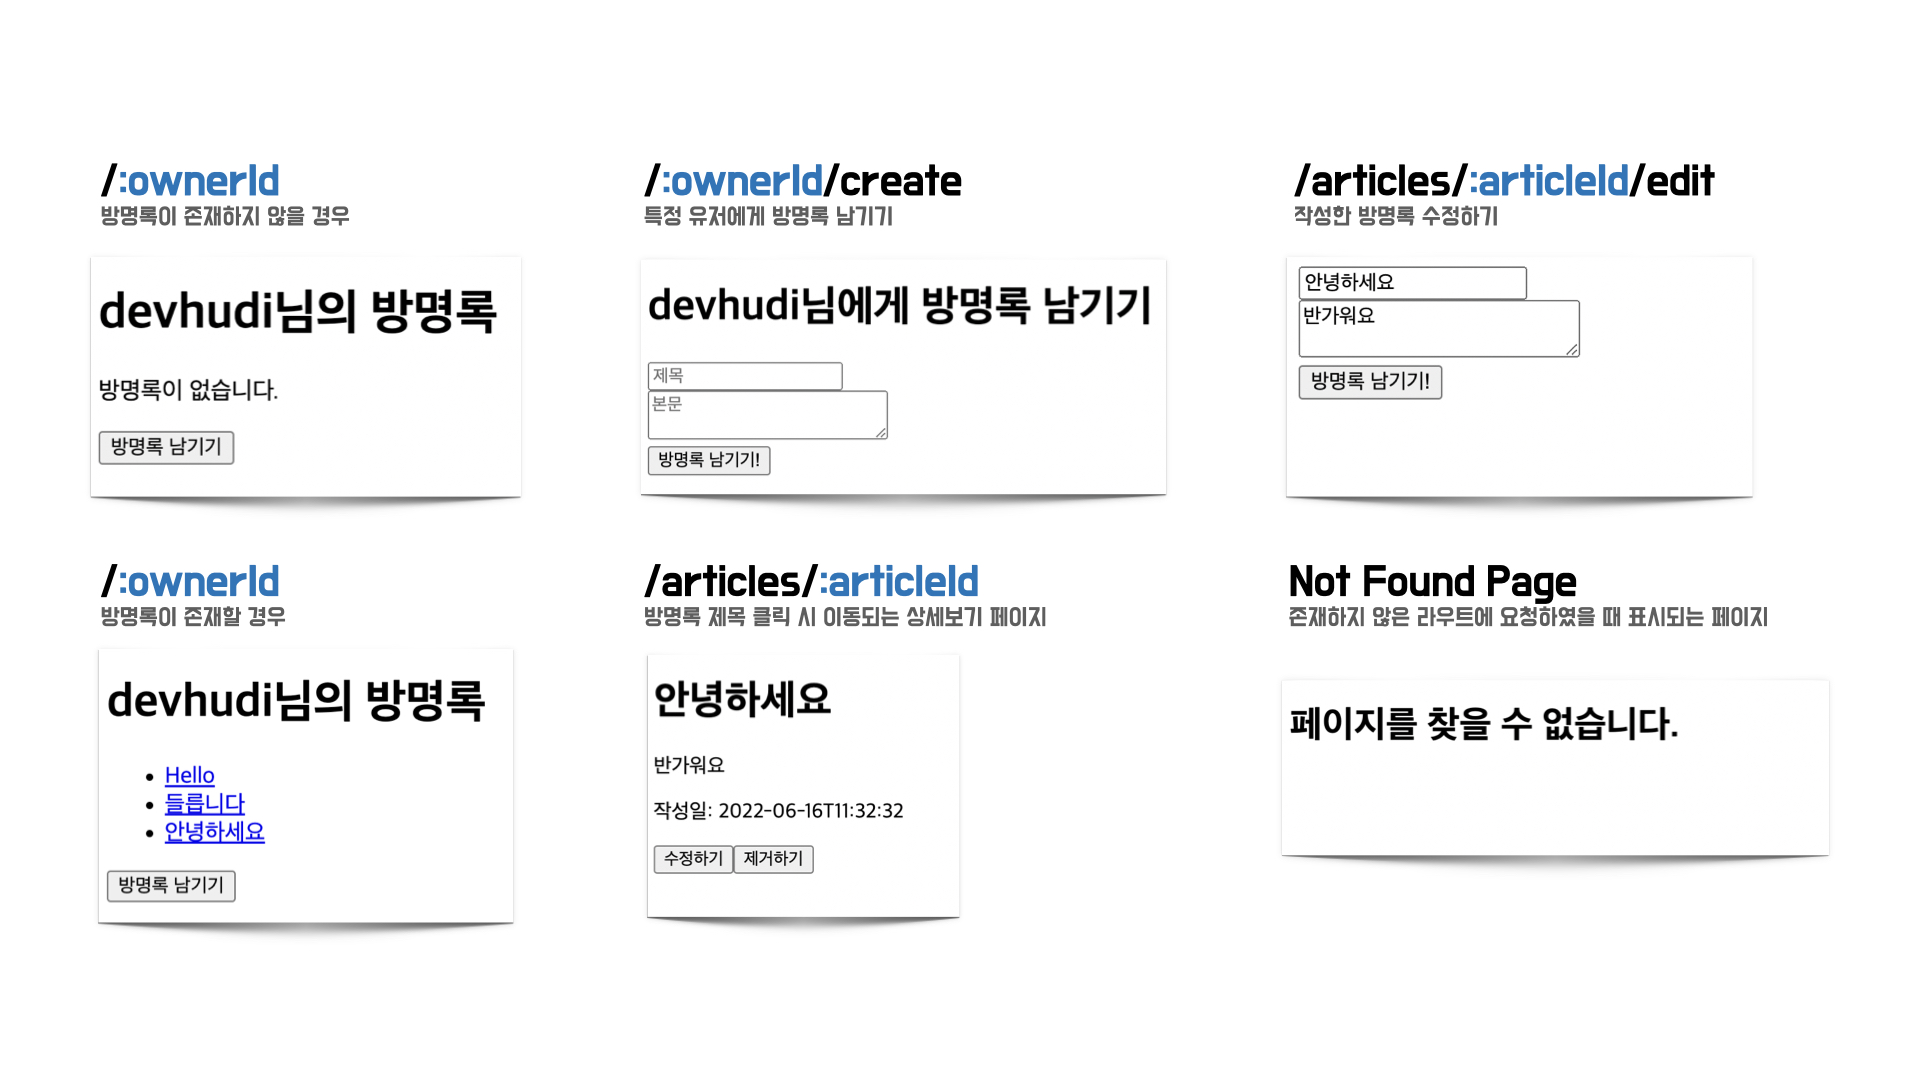 /:ownerId
방명록이 존재하지 않을 경우
devhudi님의 방명록
방명록이 없습니다.
방명록 남기기
/:ownerId/create
특정 유저에게 방명록 남기기
devhudi님에게 방명록 남기기
제목
본문
방명록 남기기!
/articles/:articleId/edit
작성한 방명록 수정하기
안녕하세요
반가워요
방명록 남기기!
/:ownerId
방명록이 존재할 경우
devhudi님의 방명록
Hello
들릅니다
안녕하세요
방명록 남기기
/articles/:articleId
방명록 제목 클릭 시 이동되는 상세보기 페이지
안녕하세요
반가워요
작성일: 2022-06-16T11:32:32
수정하기 제거하기
Not Found Page
존재하지 않은 라우트에 요청하였을 때 표시되는 페이지
페이지를 찾을 수 없습니다.